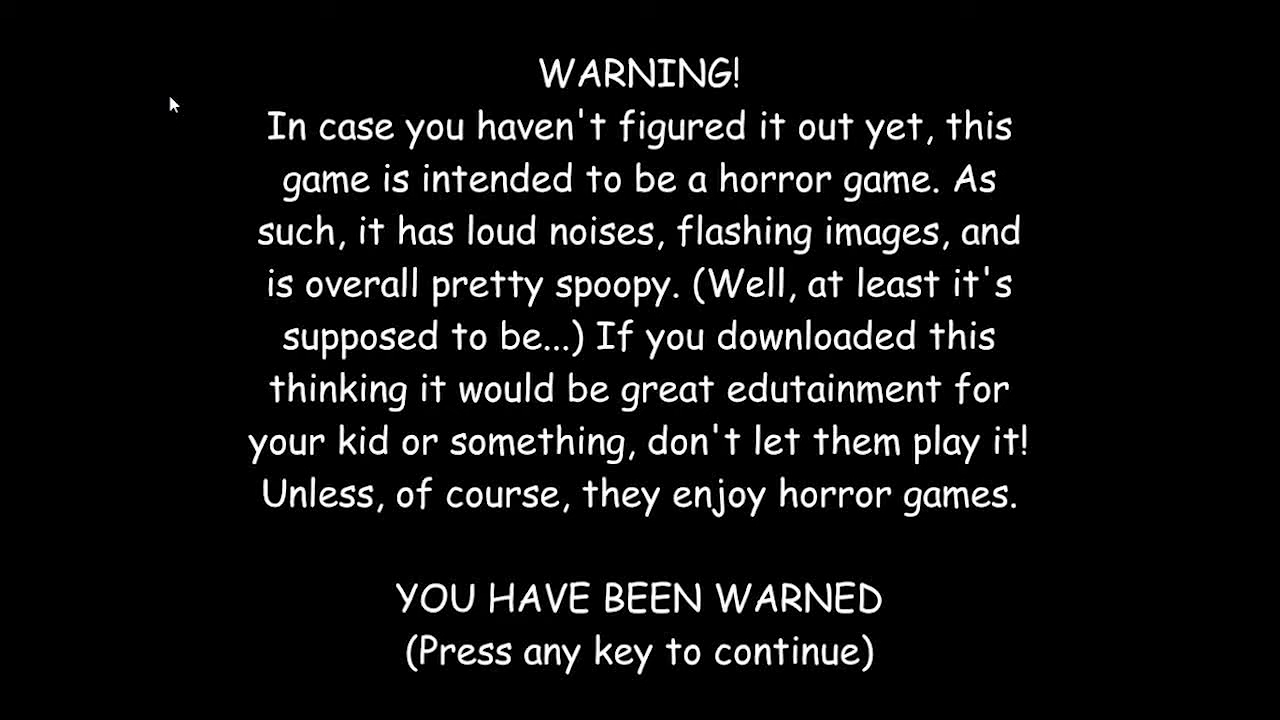 WARNING!
In case you haven't figured it out yet, this
game is intended to be a horror game. As
such, it has loud noises, flashing images, and
is overall pretty spoopy. (Well, at least it's
supposed to be...) If you downloaded this
thinking it would be great edutainment for
your kid or something, don't let them play it!
Unless, of course, they enjoy horror games.
YOU HAVE BEEN WARNED
(Press any key to continue)